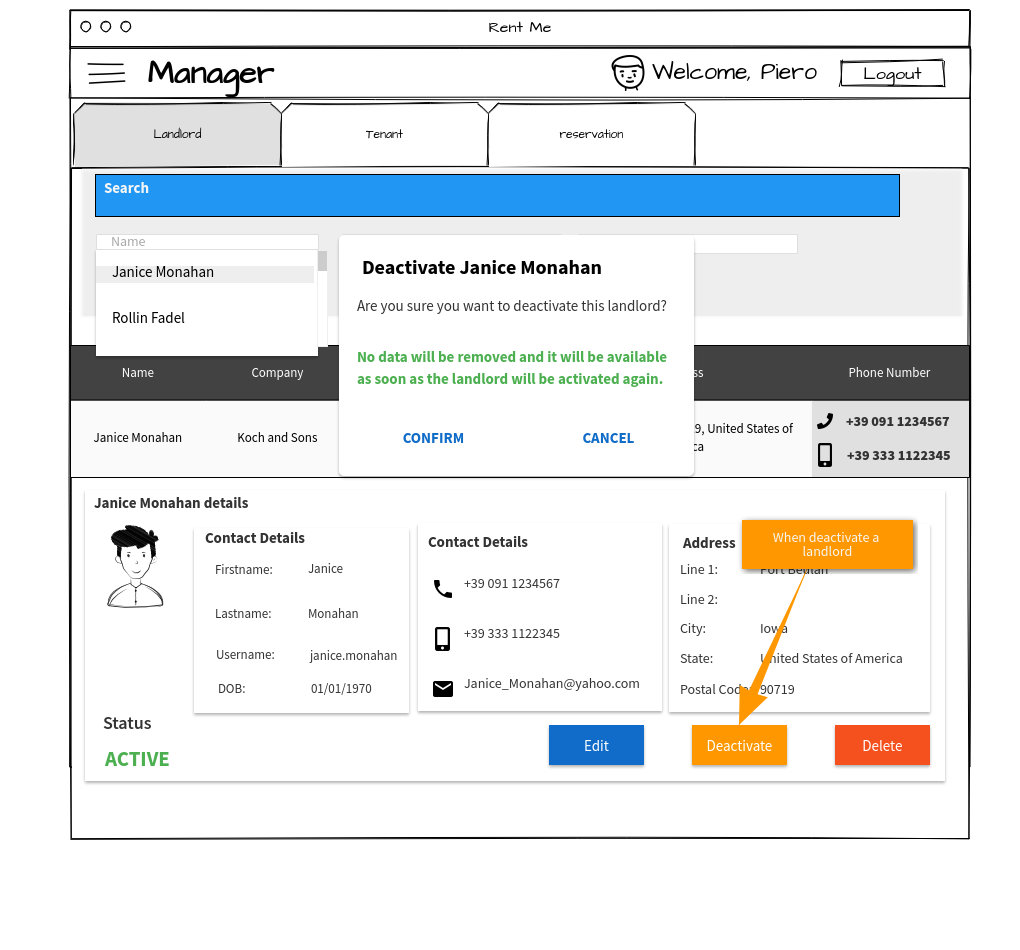 Rent Me
Manager
Welcome, Piero
Logout
Landlord
Tenant
reservation
Search
Name
Janice Monahan
Rollin Fadel
Deactivate Janice Monahan
Are you sure you want to deactivate this landlord?
No data will be removed and it will be available
as soon as the landlord will be activated again.
CONFIRM
CANCEL
Name
Company
ss
Phone Number
Janice Monahan
Koch and Sons
9, United States of
ca
+39 091 1234567
+39 333 1122345
Janice Monahan details
Contact Details
Firstname:
Janice
Lastname:
Monahan
Username:
janice.monahan
DOB:
01/01/1970
Contact Details
+39 091 1234567
+39 333 1122345
Janice_Monahan@yahoo.com
Address
When deactivate a
landlord
Line 1:
Port Beulah
Line 2:
City:
Iowa
State:
United States of America
Postal Code:
90719
Status
ACTIVE
Edit
Deactivate
Delete